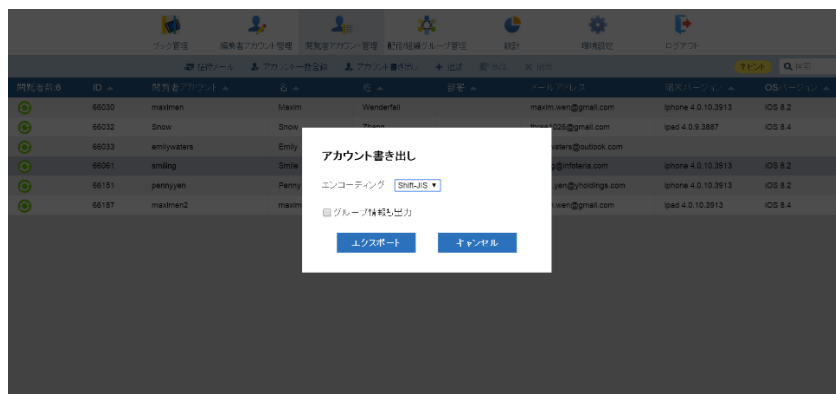 ブック管理 編集者アカウント管理 閲覧者アカウント管理 配信/組織グループ管理 統計 環境設定 ログアウト
招待メール アカウント一括登録 アカウント書き出し + 追加 ?ヒント
閲覧者数:6 ID 閲覧者アカウント 名 姓 部署 メールアドレス 端末バージョン OSバージョン
66030 maximen Maxim Wenderfall maxim.wen@gmail.com Iphone 4.0.10.3913 iOS 8.2
66032 Snow Snow Zhang Ipad 4.0.9.3887 iOS 8.4
66033 emilywaters Emily waters@outlook.com
66061 smiling Smile @infoteria.com Iphone 4.0.10.3913 iOS 8.2
66151 pennyyen Penny .yen@yholdings.com Iphone 4.0.10.3913 iOS 8.2
66187 maximen2 maxim .wen@gmail.com Ipad 4.0.10.3913 iOS 8.4
アカウント書き出し
エンコーティング Shift-JIS
グループ情報も出力
エクスポート キャンセル